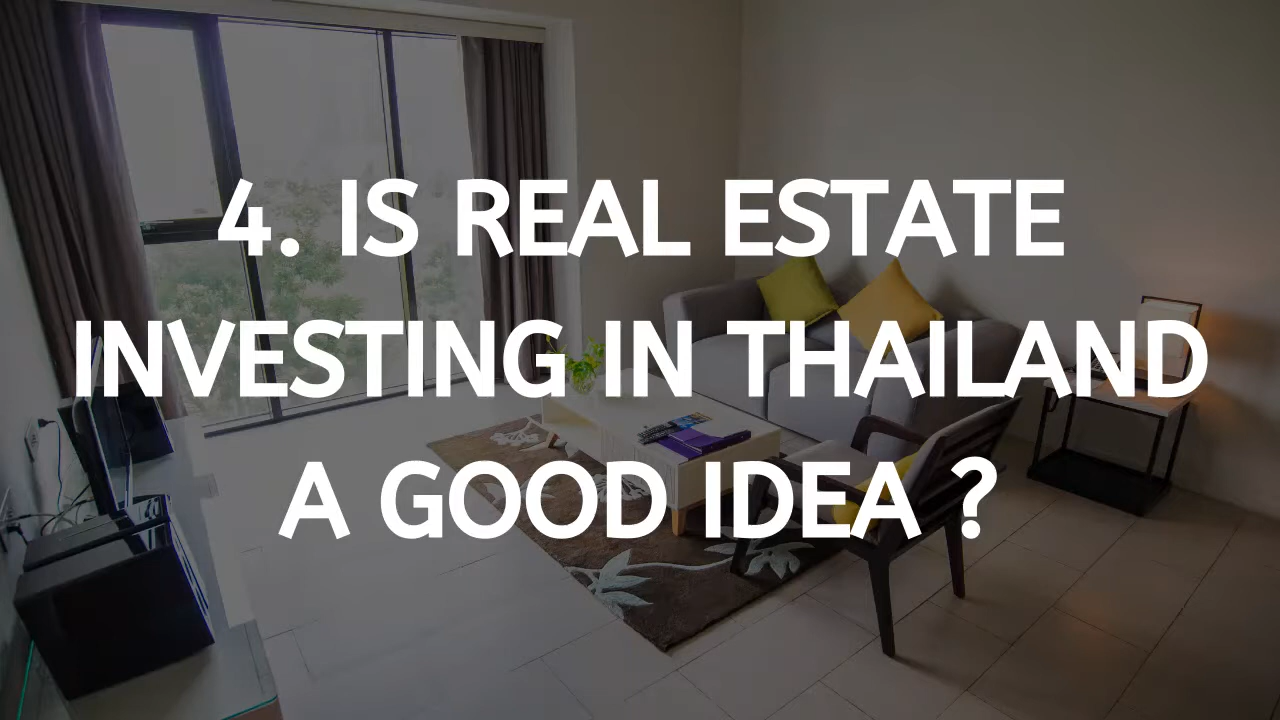 4. IS REAL ESTATE
INVESTING IN THAILAND
A GOOD IDEA ?